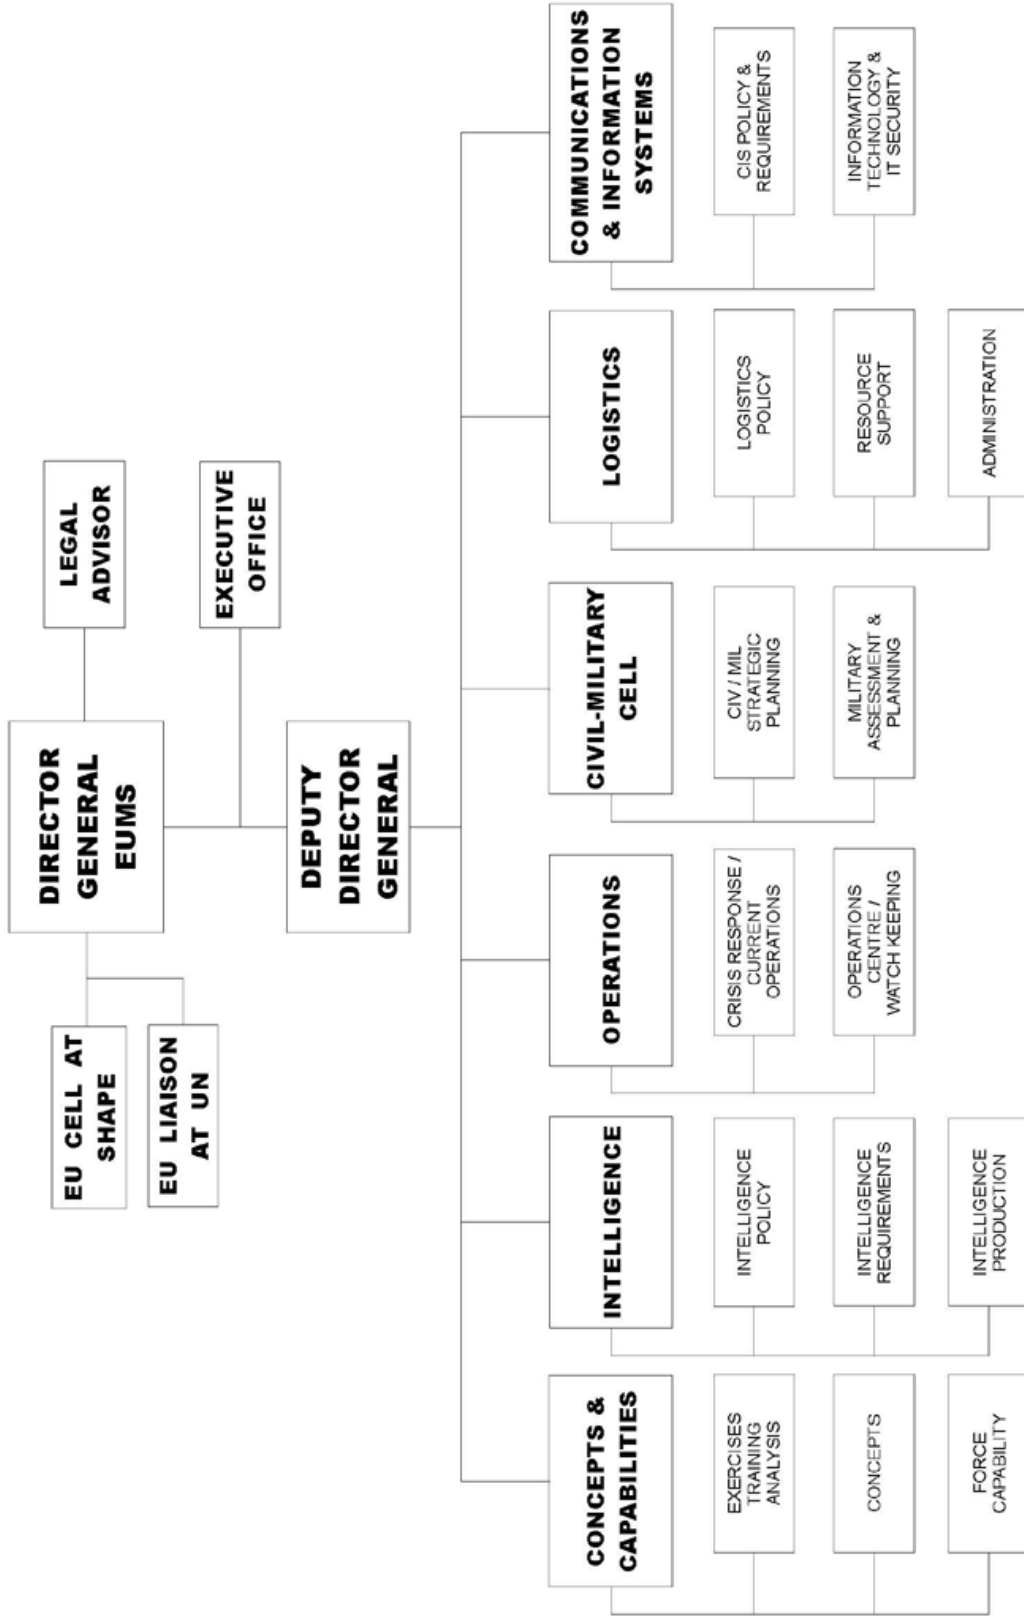 DIRECTOR
GENERAL
EUMS
EU CELL AT
SHAPE
EU LIAISON
AT UN
LEGAL
ADVISOR
EXECUTIVE
OFFICE
DEPUTY
DIRECTOR
GENERAL
CONCEPTS &
CAPABILITIES
EXERCISES
TRAINING
ANALYSIS
CONCEPTS
FORCE
CAPABILITY
INTELLIGENCE
INTELLIGENCE
POLICY
INTELLIGENCE
REQUIREMENTS
INTELLIGENCE
PRODUCTION
OPERATIONS
CRISIS RESPONSE /
CURRENT
OPERATIONS
OPERATIONS
CENTRE /
WATCH KEEPING
CIVIL-MILITARY
CELL
CIV / MIL
STRATEGIC
PLANNING
MILITARY
ASSESSMENT &
PLANNING
LOGISTICS
LOGISTICS
POLICY
RESOURCE
SUPPORT
ADMINISTRATION
COMMUNICATIONS
& INFORMATION
SYSTEMS
CIS POLICY &
REQUIREMENTS
INFORMATION
TECHNOLOGY &
IT SECURITY